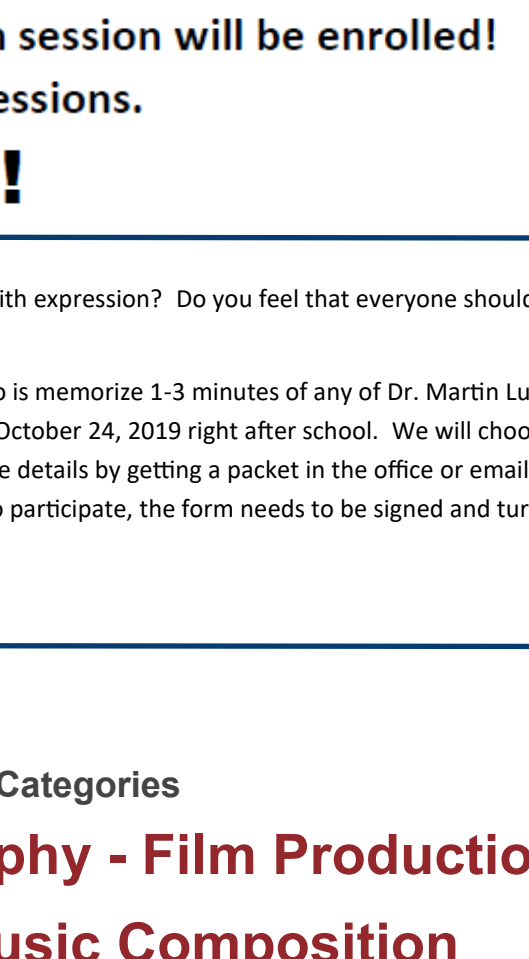 session will be enrolled!
essions.
!
ith expression? Do you feel that everyone should
o is memorize 1-3 minutes of any of Dr. Martin Lu
October 24, 2019 right after school. We will choo
e details by getting a packet in the office or email
o participate, the form needs to be signed and tur
Categories
phy - Film Productio
usic Composition